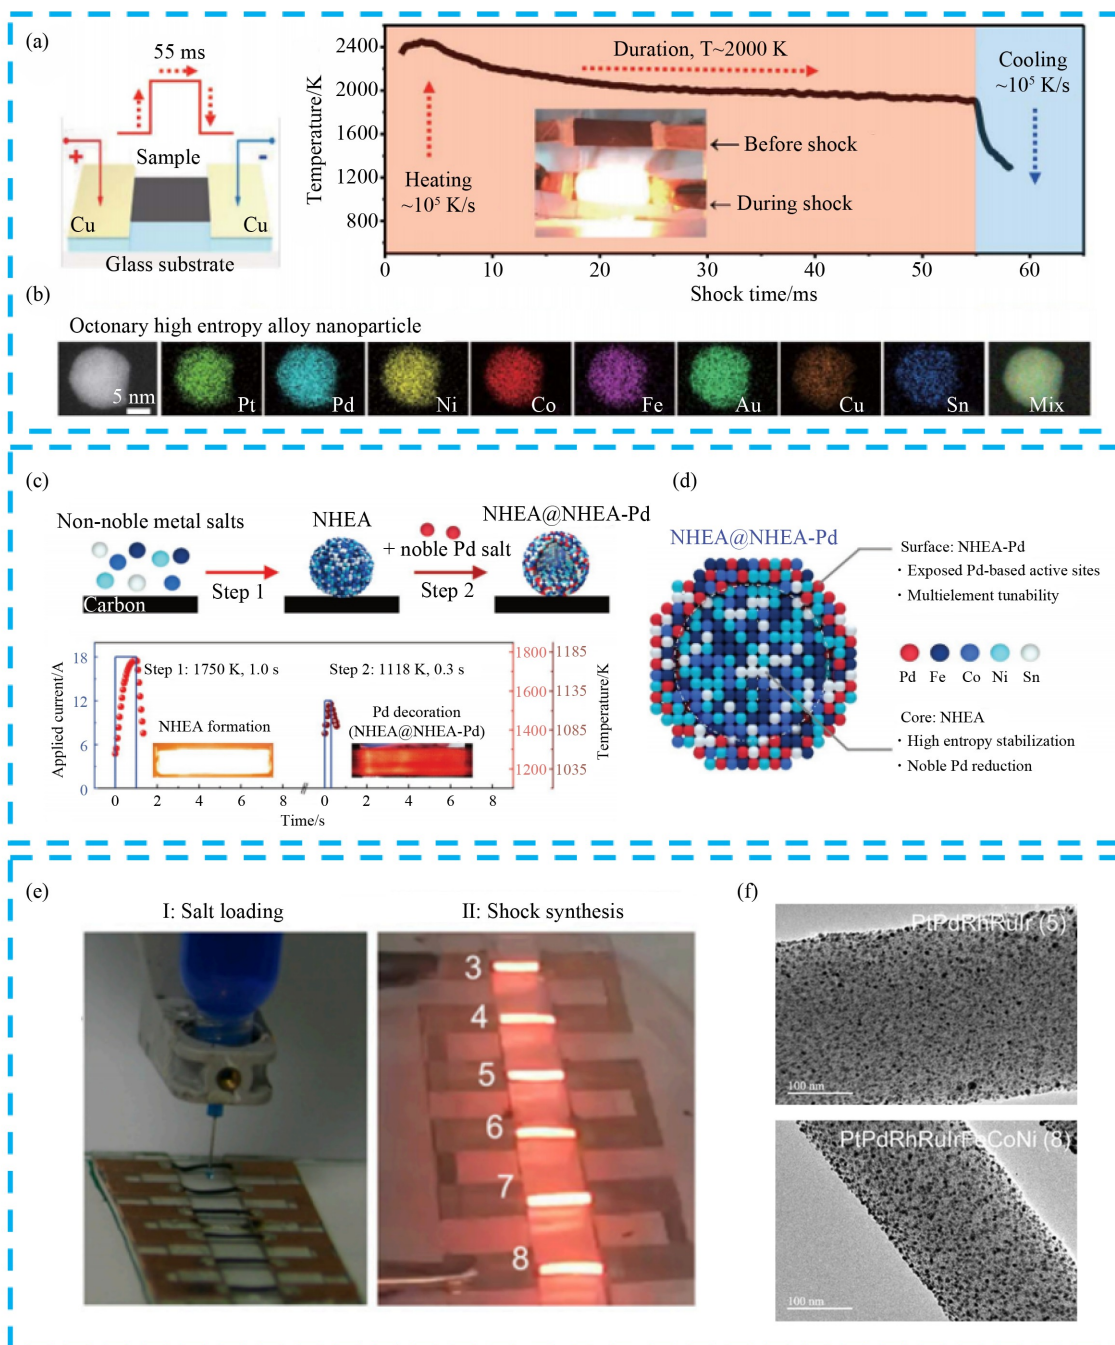 (a)
55 ms
+
-
Sample
Cu
Cu
Glass substrate
Temperature/K
2400
2000
1600
1200
800
Duration, T~2000 K
Cooling
~10⁵ K/s
Heating
~10⁵ K/s
← Before shock
← During shock
0
10
20
30
40
50
60
Shock time/ms
(b)
Octonary high entropy alloy nanoparticle
5 nm
Pt
Pd
Ni
Co
Fe
Au
Cu
Sn
Mix
(c)
Non-noble metal salts
Carbon
Step 1
NHEA
+ noble Pd salt
Step 2
NHEA@NHEA-Pd
Applied current/A
18
12
6
0
Step 1: 1750 K, 1.0 s
NHEA formation
Step 2: 1118 K, 0.3 s
Pd decoration
(NHEA@NHEA-Pd)
1800
1600
1400
1200
1185
1135
1085
1035
Temperature/K
0
2
4
6
8
//
0
2
4
6
8
Time/s
(d)
NHEA@NHEA-Pd
Surface: NHEA-Pd
· Exposed Pd-based active sites
· Multielement tunability
Pd Fe Co Ni Sn
Core: NHEA
· High entropy stabilization
· Noble Pd reduction
(e)
I: Salt loading
II: Shock synthesis
3
4
5
6
7
8
(f)
PtPdRhRuIr (5)
100 nm
PtPdRhRuIrFeCoNi (8)
100 nm